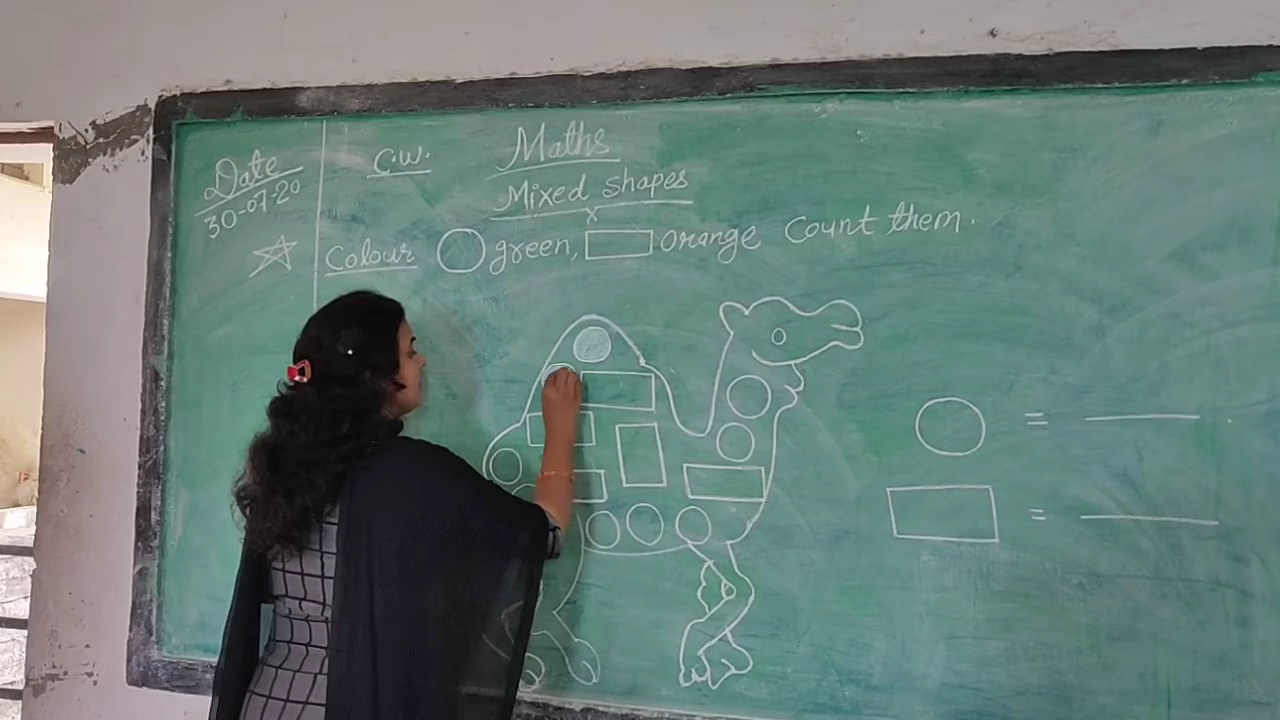 Date
30-07-20
C.W.
Maths
Mixed shapes
x
Colour green, Orange Count them.
=
=